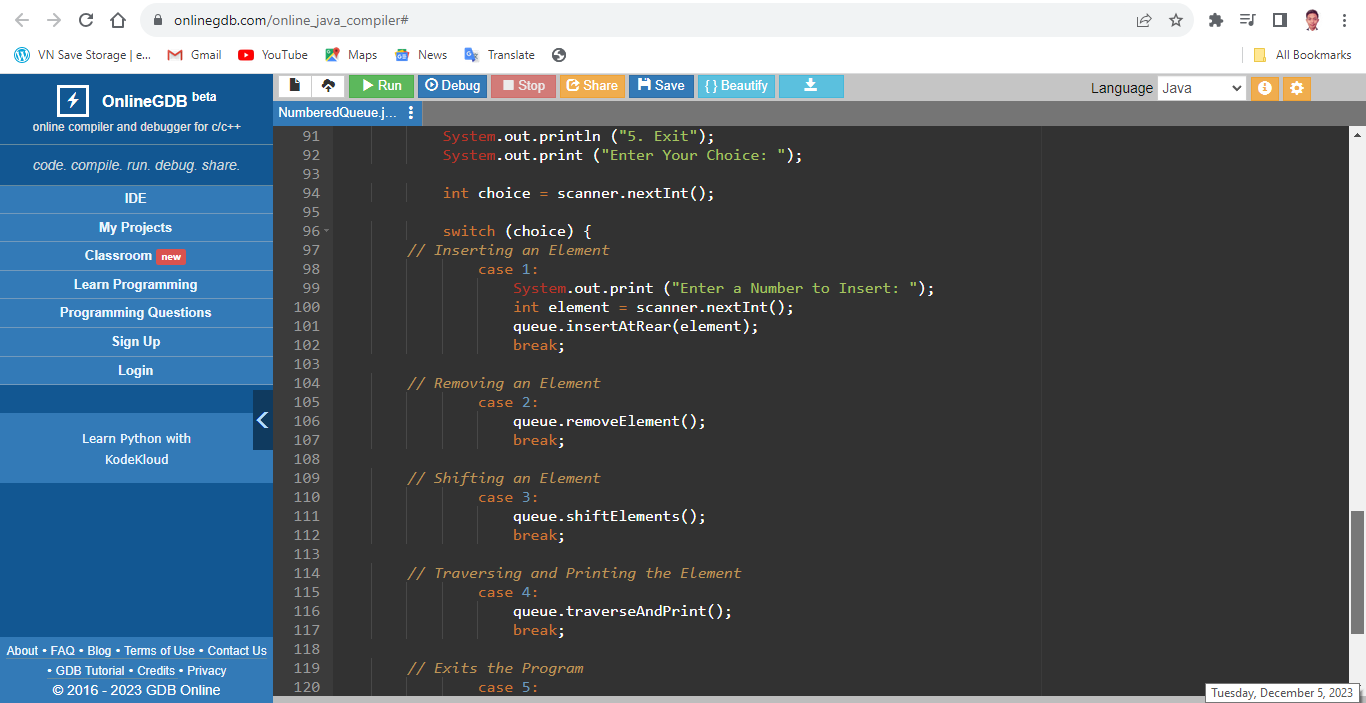 onlinegdb.com/online_java_compiler#
VN Save Storage | e...
Gmail
YouTube
Maps
News
Translate
All Bookmarks
OnlineGDB beta
online compiler and debugger for c/c++
code. compile. run. debug. share.
IDE
My Projects
Classroom new
Learn Programming
Programming Questions
Sign Up
Login
Learn Python with
KodeKloud
About • FAQ • Blog • Terms of Use • Contact Us
• GDB Tutorial • Credits • Privacy
© 2016 - 2023 GDB Online
Run
Debug
Stop
Share
Save
{ } Beautify
Language Java
NumberedQueue.j...
91 System.out.println ("5. Exit");
92 System.out.print ("Enter Your Choice: ");
93
94 int choice = scanner.nextInt();
95
96 switch (choice) {
97 // Inserting an Element
98 case 1:
99 System.out.print ("Enter a Number to Insert: ");
100 int element = scanner.nextInt();
101 queue.insertAtRear(element);
102 break;
103
104 // Removing an Element
105 case 2:
106 queue.removeElement();
107 break;
108
109 // Shifting an Element
110 case 3:
111 queue.shiftElements();
112 break;
113
114 // Traversing and Printing the Element
115 case 4:
116 queue.traverseAndPrint();
117 break;
118
119 // Exits the Program
120 case 5:
Tuesday, December 5, 2023